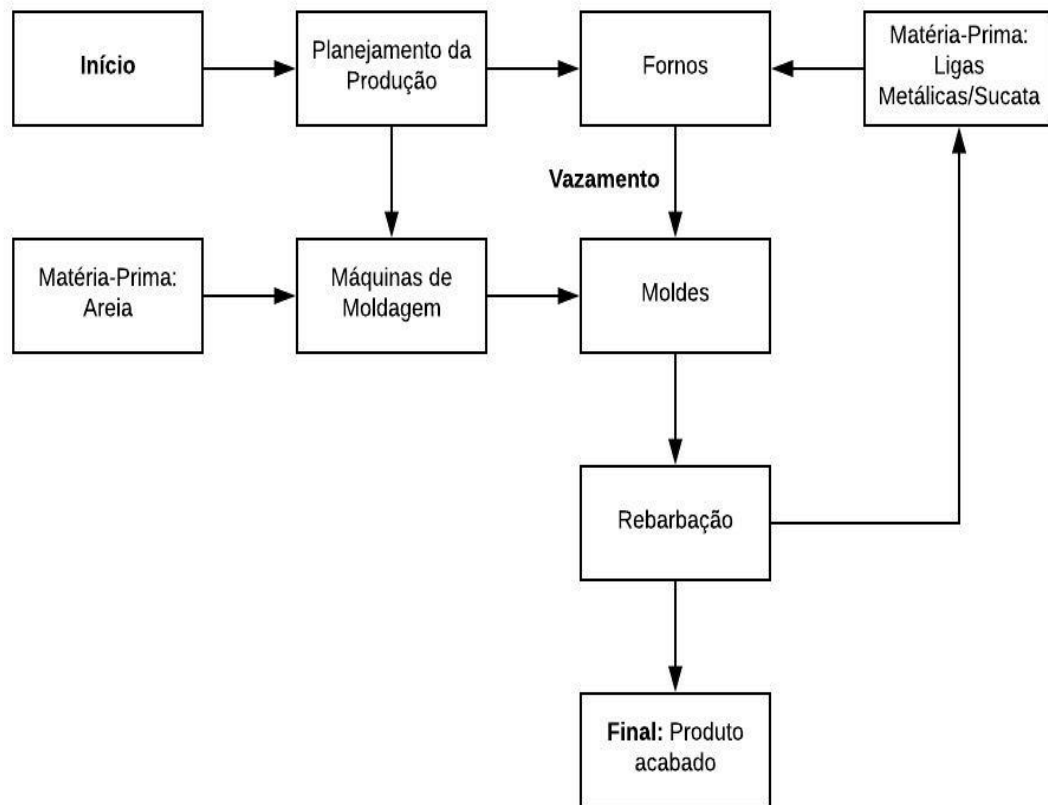 Início
Planejamento da
Produção
Fornos
Matéria-Prima:
Ligas
Metálicas/Sucata
Vazamento
Matéria-Prima:
Areia
Máquinas de
Moldagem
Moldes
Rebarbação
Final: Produto
acabado